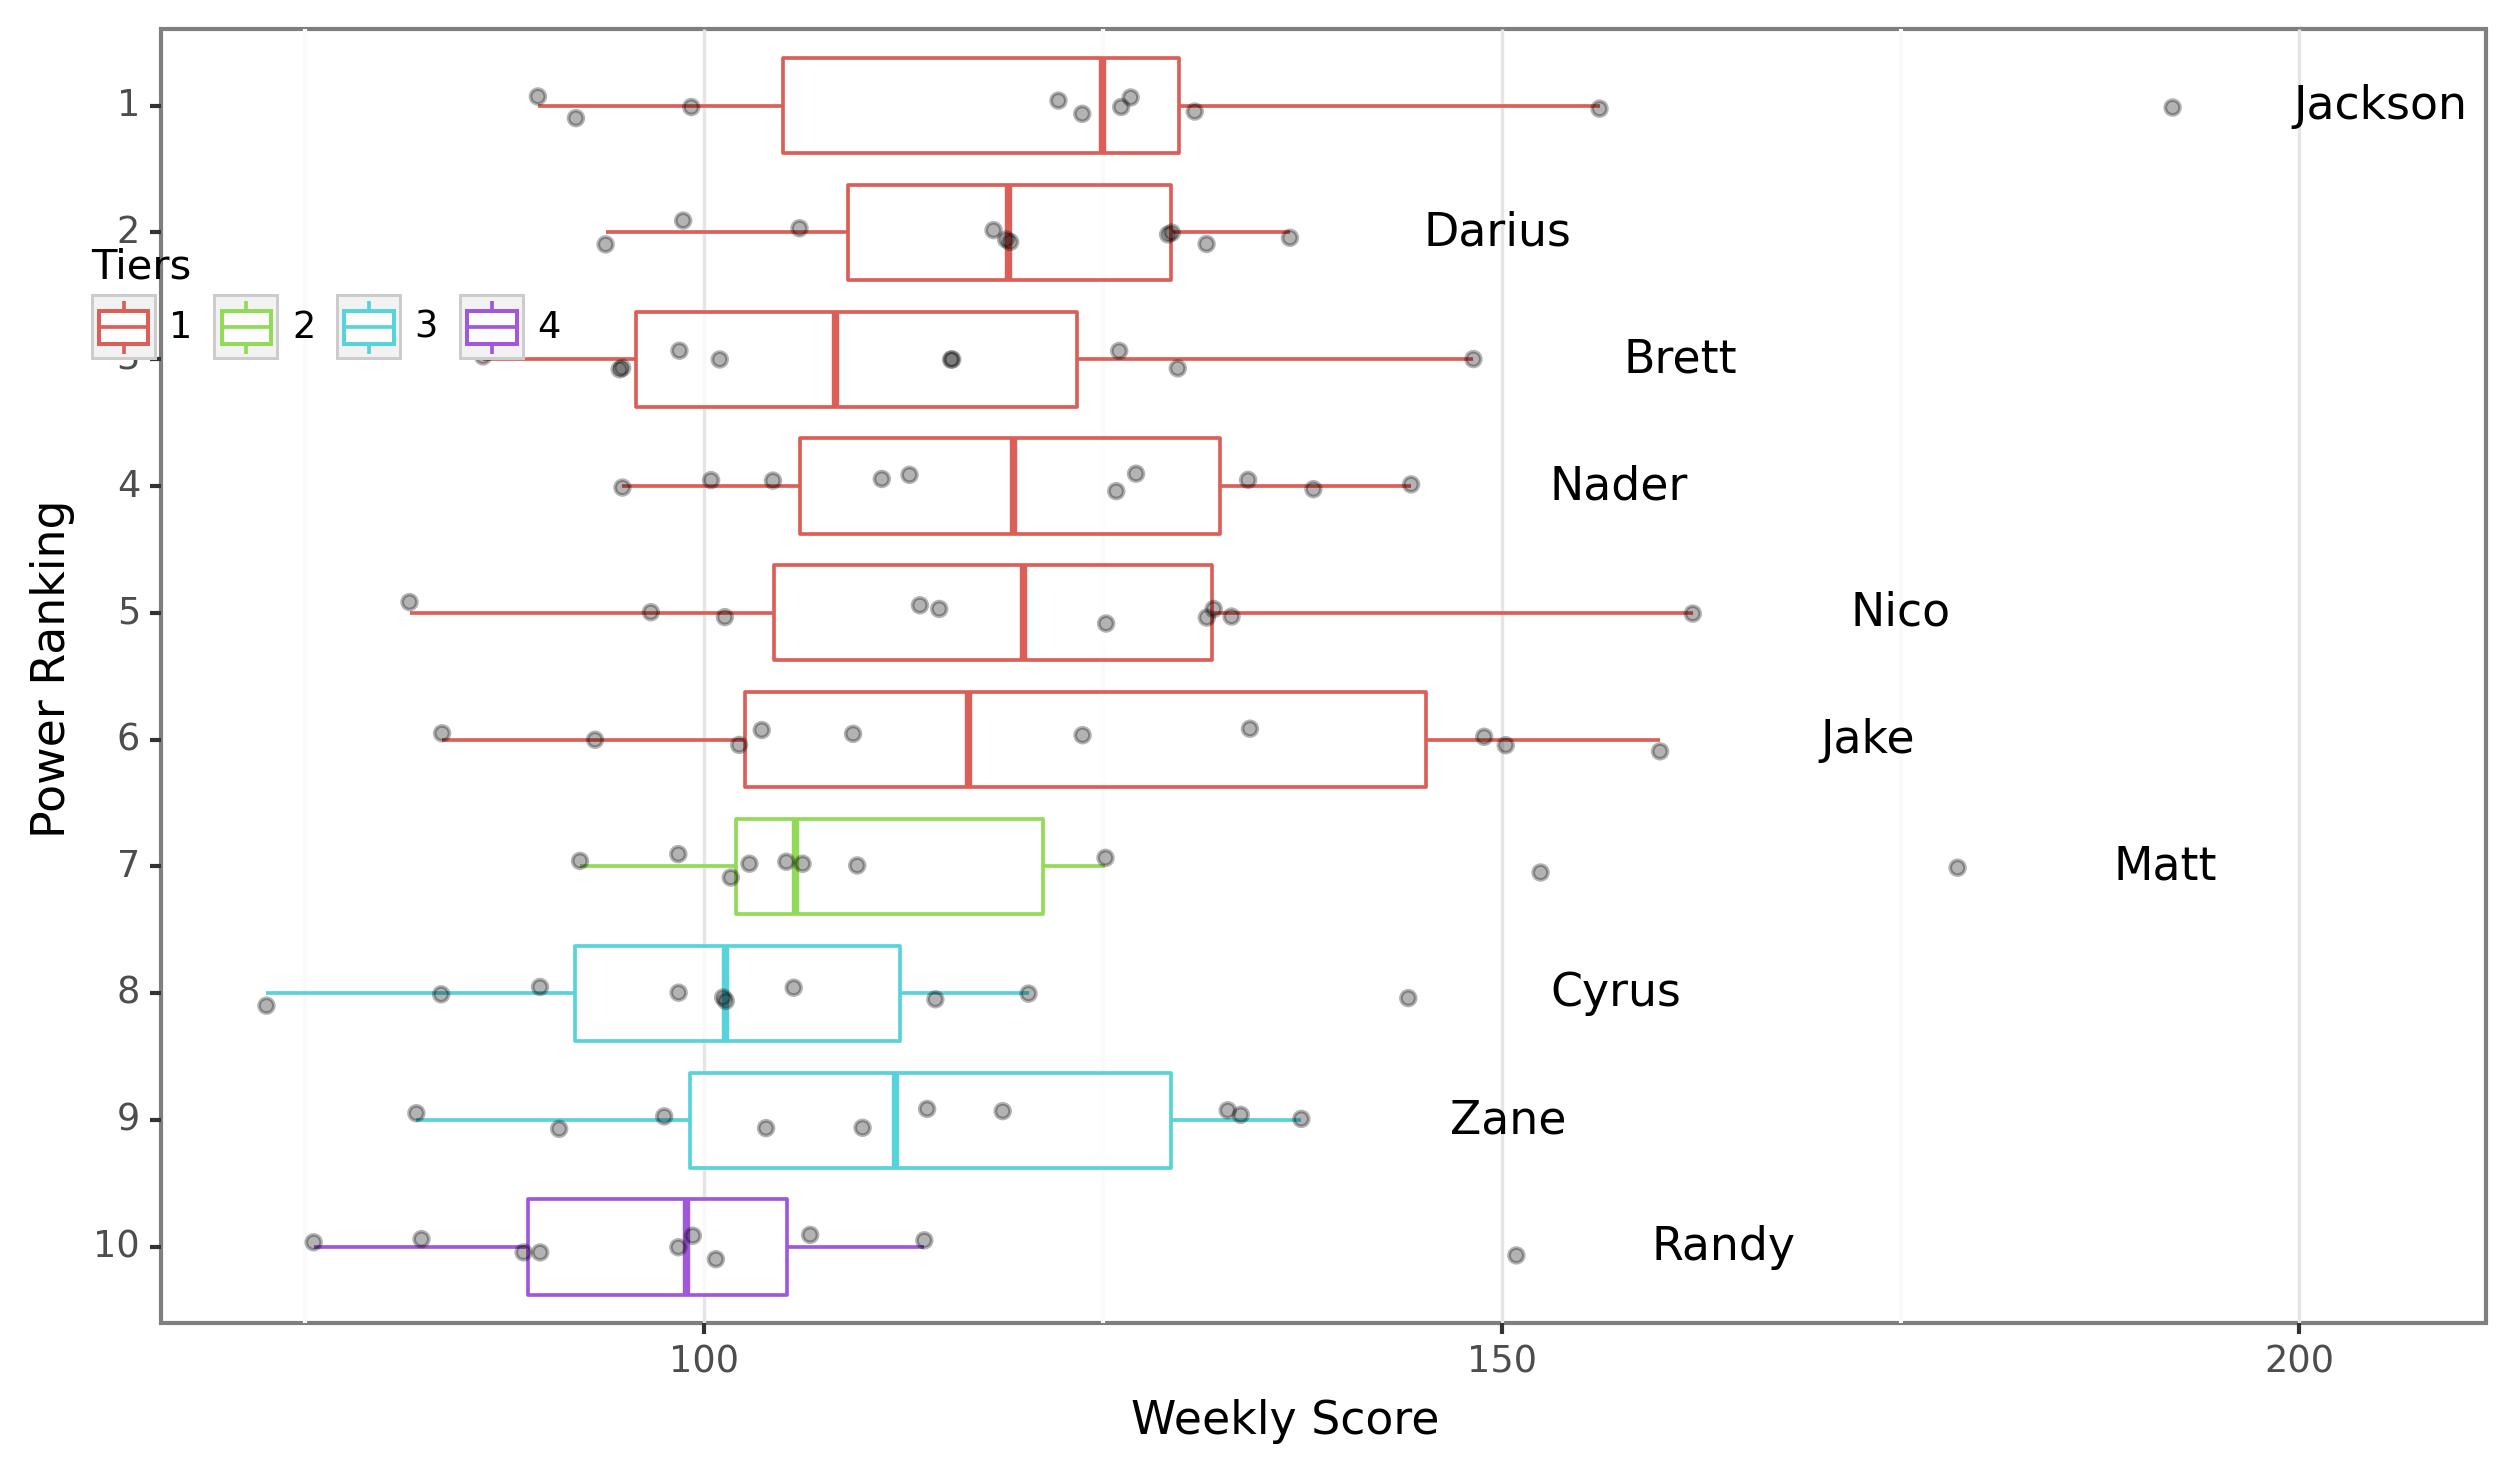 1
Jackson
2
Darius
Tiers
1 2 3 4
3
Brett
4
Nader
5
Nico
6
Jake
7
Matt
8
Cyrus
9
Zane
10
Randy
Power Ranking
100 150 200
Weekly Score